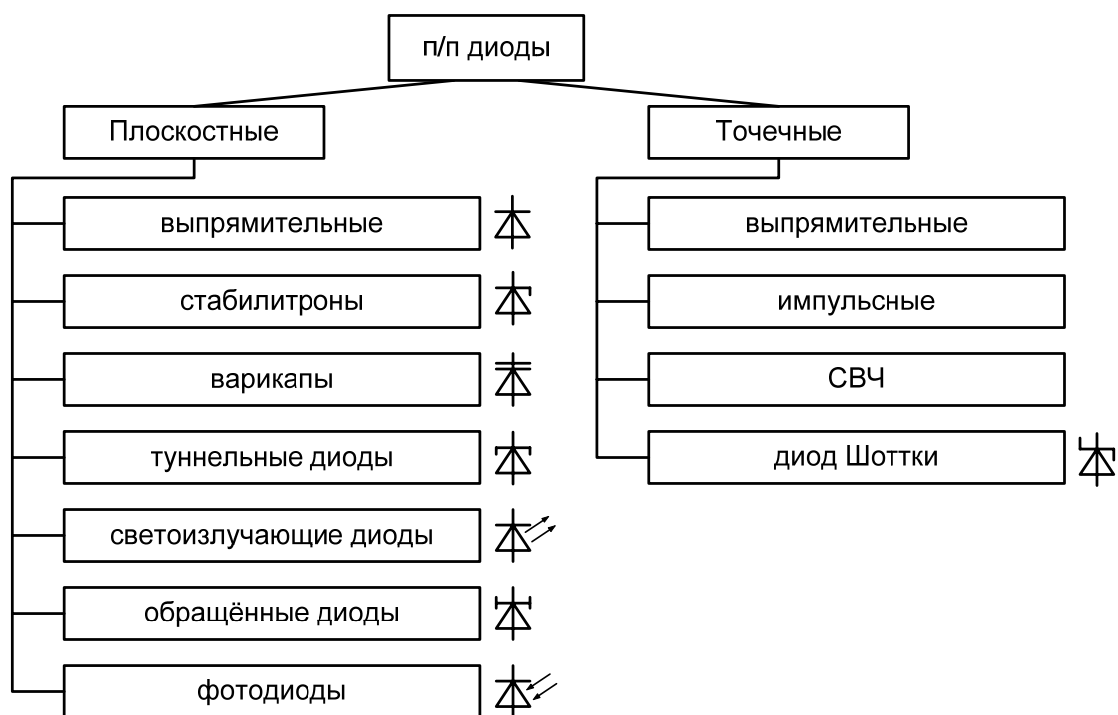 п/п диоды
Плоскостные
выпрямительные
стабилитроны
варикапы
туннельные диоды
светоизлучающие диоды
обращённые диоды
фотодиоды
Точечные
выпрямительные
импульсные
СВЧ
диод Шоттки